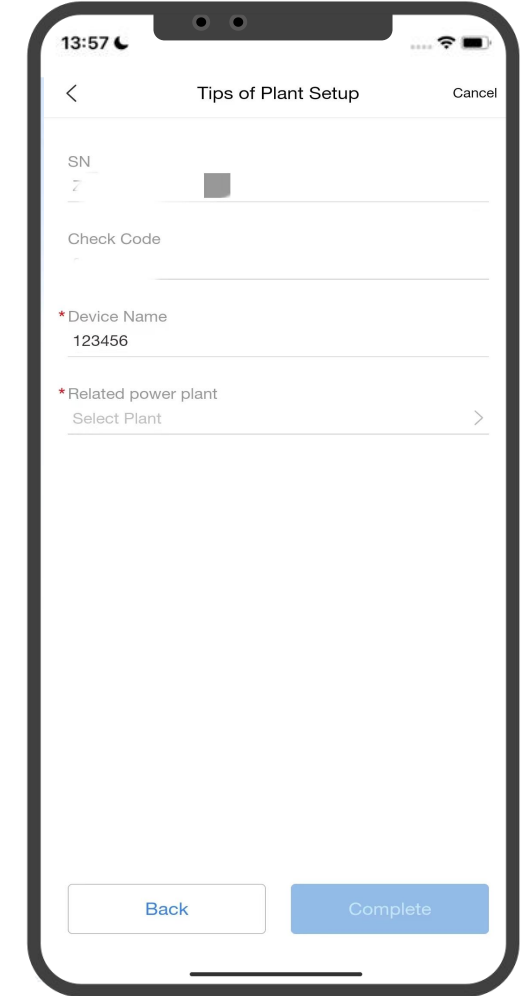 13:57
Tips of Plant Setup
Cancel
SN
Check Code
*Device Name
123456
*Related power plant
Select Plant
Back
Complete